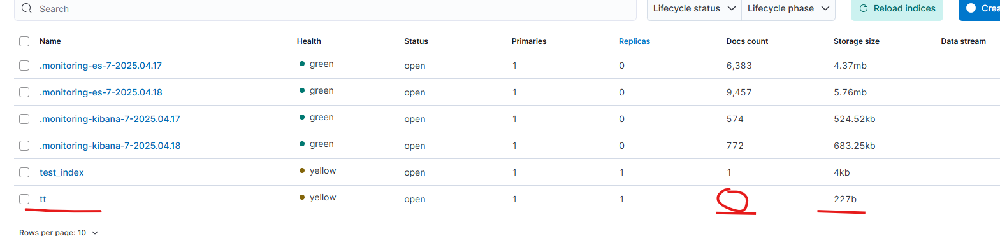 Search Lifecycle status Lifecycle phase Reload indices Crea
Name Health Status Primaries Replicas Docs count Storage size Data stream
.monitoring-es-7-2025.04.17 green open 1 0 6,383 4.37mb
.monitoring-es-7-2025.04.18 green open 1 0 9,457 5.76mb
.monitoring-kibana-7-2025.04.17 green open 1 0 574 524.52kb
.monitoring-kibana-7-2025.04.18 green open 1 0 772 683.25kb
test_index yellow open 1 1 1 4kb
tt yellow open 1 1 227b
Rows per page: 10